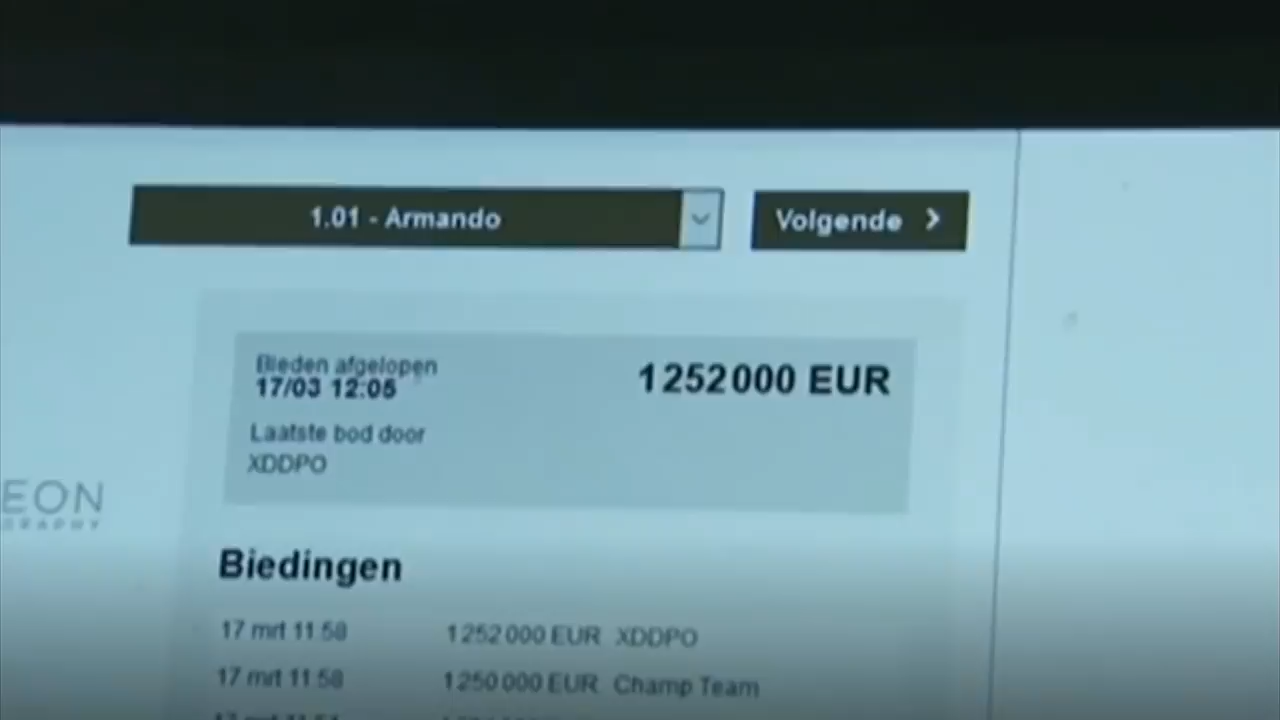 1.01 - Armando
Volgende
Bieden afgelopen
17/03 12:05
1252000 EUR
Laatste bod door
XDDPO
EON
GRAPHY
Biedingen
17 mrt 11:58 1252000 EUR XDDPO
17 mrt 11:58 1250000 EUR Champ Team